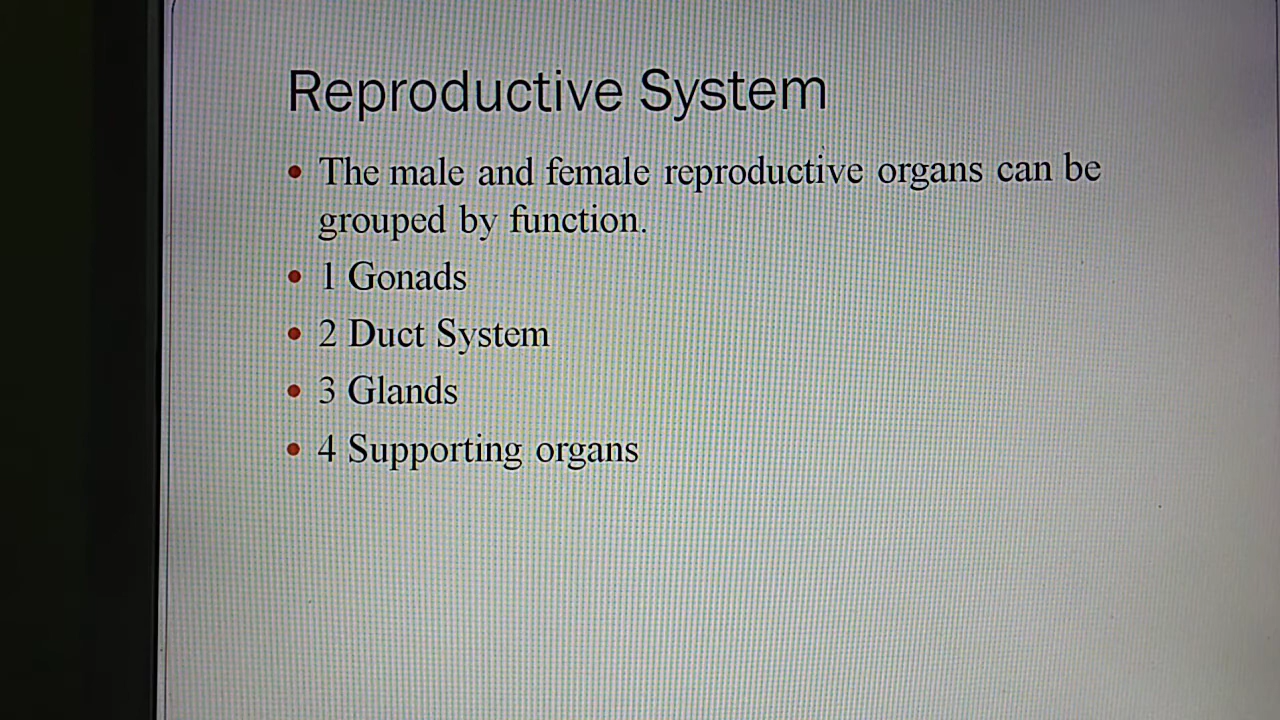 Reproductive System
• The male and female reproductive organs can be
grouped by function.
• 1 Gonads
• 2 Duct System
• 3 Glands
• 4 Supporting organs